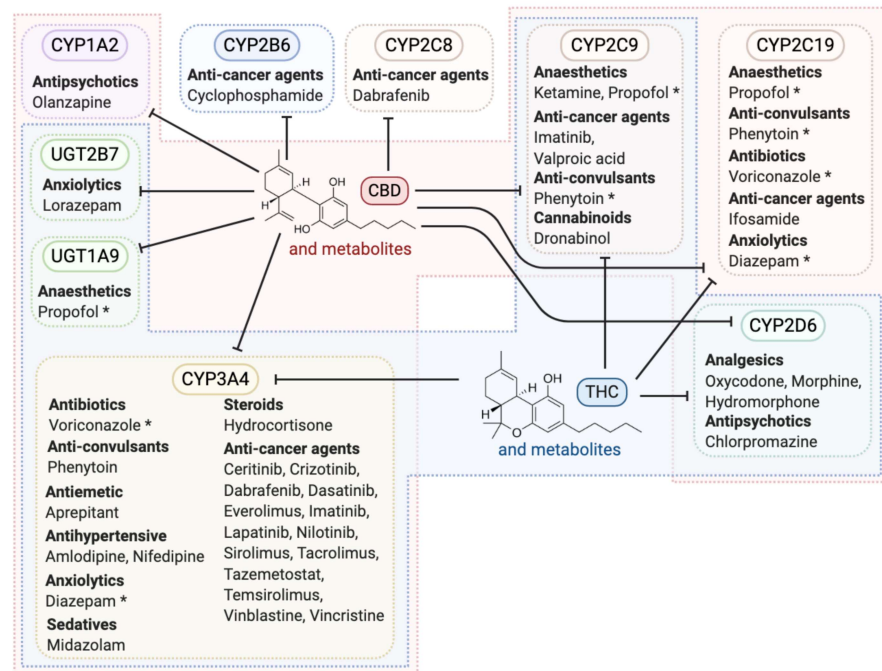 CYP1A2
Antipsychotics
Olanzapine
CYP2B6
Anti-cancer agents
Cyclophosphamide
CYP2C8
Anti-cancer agents
Dabrafenib
CYP2C9
Anaesthetics
Ketamine, Propofol *
Anti-cancer agents
Imatinib,
Valproic acid
Anti-convulsants
Phenytoin *
Cannabinoids
Dronabinol
CYP2C19
Anaesthetics
Propofol *
Anti-convulsants
Phenytoin *
Antibiotics
Voriconazole *
Anti-cancer agents
Ifosamide
Anxiolytics
Diazepam *
UGT2B7
Anxiolytics
Lorazepam
UGT1A9
Anaesthetics
Propofol *
H
H
OH
HO
CBD
and metabolites
CYP2D6
Analgesics
Oxycodone, Morphine,
Hydromorphone
Antipsychotics
Chlorpromazine
H
H
OH
O
THC
and metabolites
CYP3A4
Antibiotics
Voriconazole *
Anti-convulsants
Phenytoin
Antiemetic
Aprepitant
Antihypertensive
Amlodipine, Nifedipine
Anxiolytics
Diazepam *
Sedatives
Midazolam
Steroids
Hydrocortisone
Anti-cancer agents
Ceritinib, Crizotinib,
Dabrafenib, Dasatinib,
Everolimus, Imatinib,
Lapatinib, Nilotinib,
Sirolimus, Tacrolimus,
Tazemetostat,
Temsirolimus,
Vinblastine, Vincristine